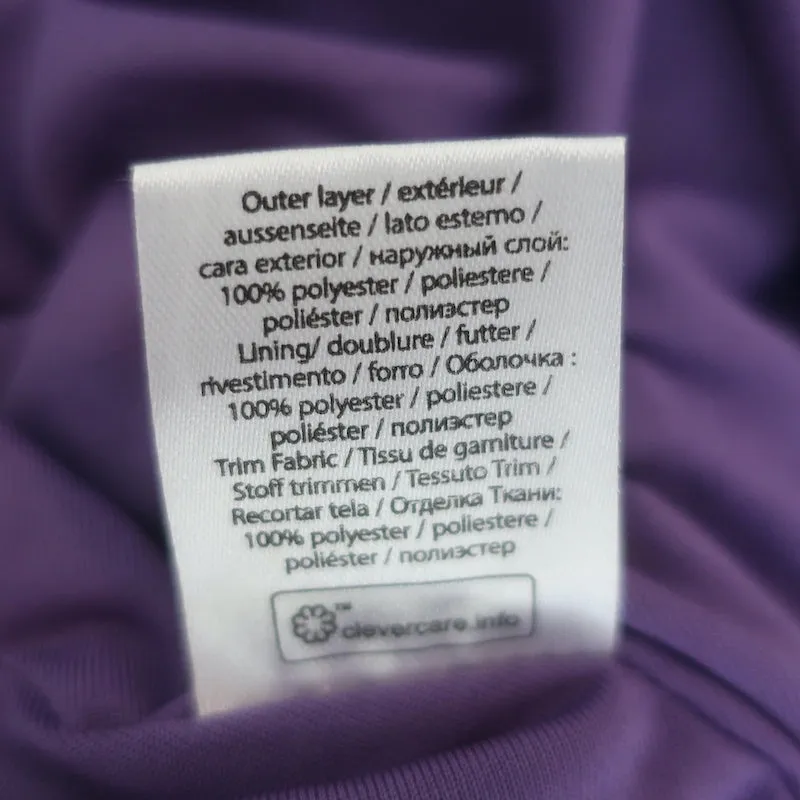 Outer layer / extérieur /
aussenseite / lato esterno /
cara exterior / наружный слой:
100% polyester / poliestere /
poliéster / полиэстер
Lining/ doublure / futter /
rivestimento / forro / Оболочка :
100% polyester / poliestere /
poliéster / полиэстер
Trim Fabric / Tissu de garniture /
Stoff trimmen / Tessuto Trim /
Recortar tela / Отделка Ткани:
100% polyester / poliestere /
poliéster / полиэстер
™
clevercare.info